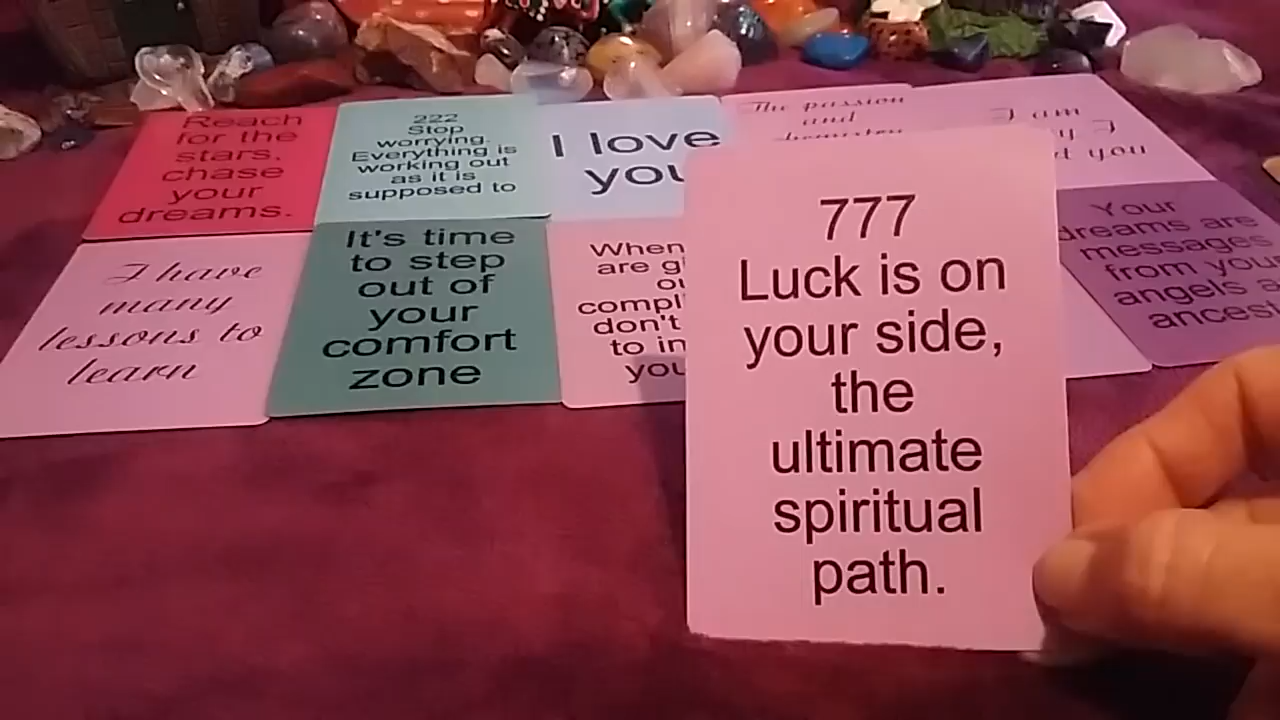 Reach
for the
stars.
chase
your
dreams.
222
Stop
worrying.
Everything is
working out
as it is
supposed to
I love
you
The passion
and
chemistry
I am
I
you
I have
many
lessons to
learn
It's time
to step
out of
your
comfort
zone
When
are
don't
to
777
Luck is on
your side,
the
ultimate
spiritual
path.
Your
dreams are
messages
from your
angels